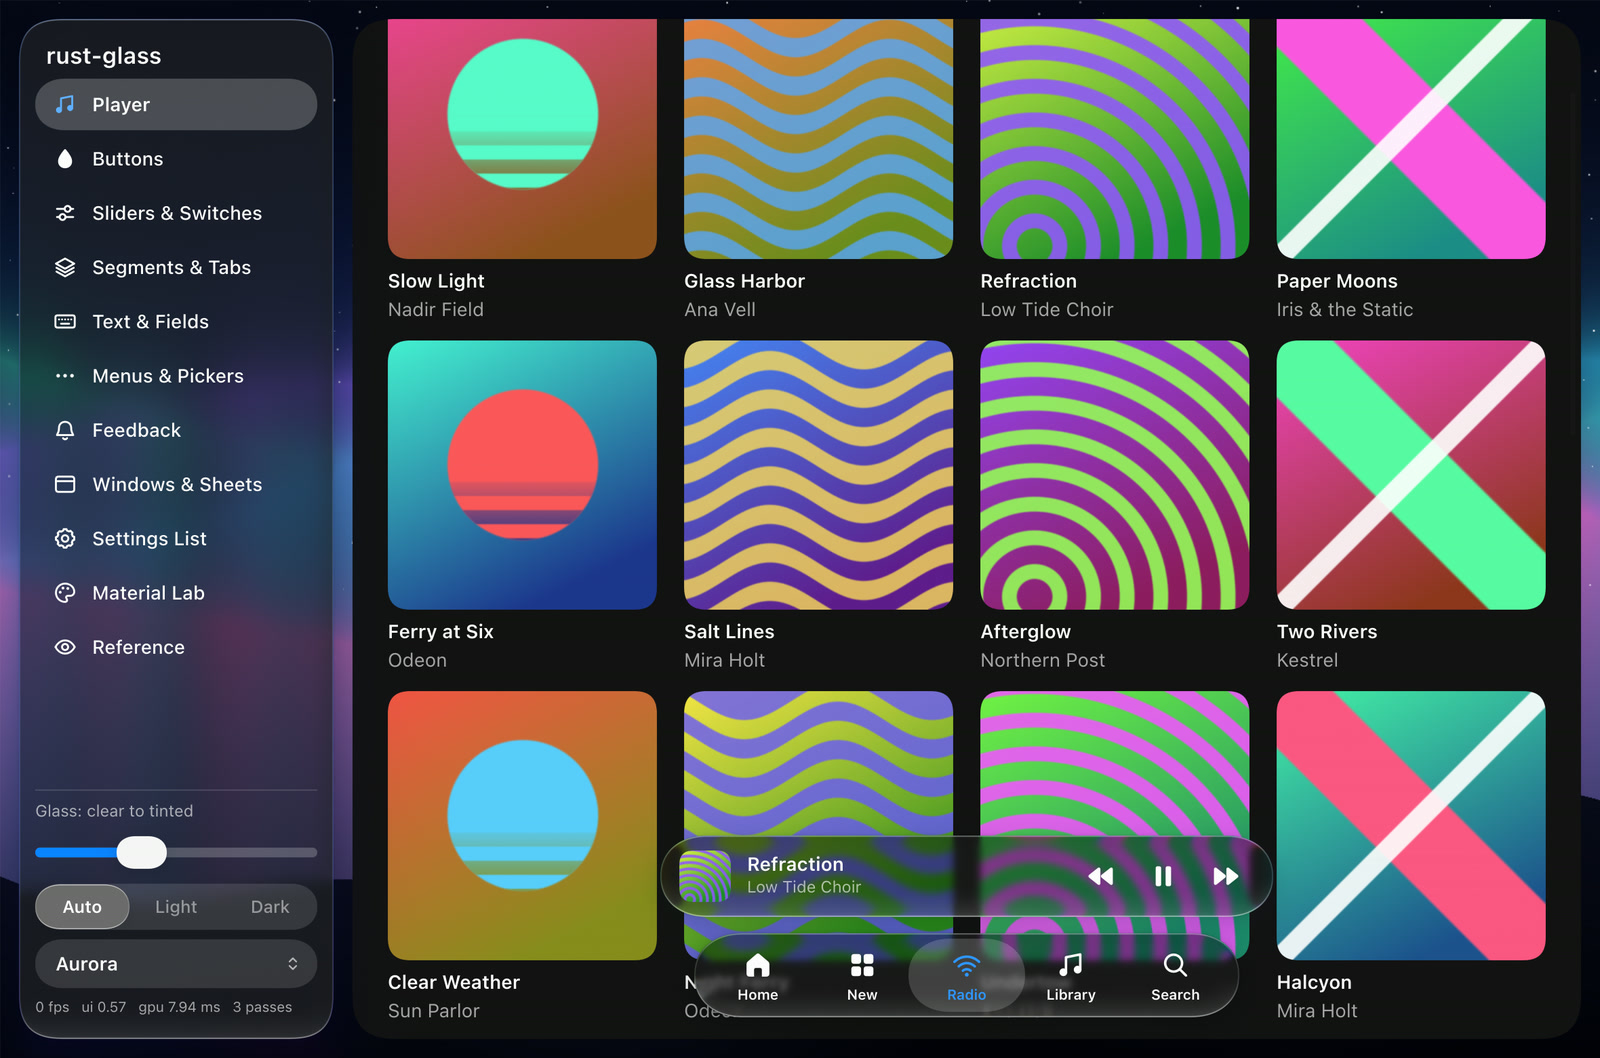 rust-glass
Player
Buttons
Sliders & Switches
Segments & Tabs
Text & Fields
Menus & Pickers
Feedback
Windows & Sheets
Settings List
Material Lab
Reference
Glass: clear to tinted
Auto Light Dark
Aurora
0 fps ui 0.57 gpu 7.94 ms 3 passes
Slow Light
Nadir Field
Glass Harbor
Ana Vell
Refraction
Low Tide Choir
Paper Moons
Iris & the Static
Ferry at Six
Odeon
Salt Lines
Mira Holt
Afterglow
Northern Post
Two Rivers
Kestrel
Clear Weather
Sun Parlor
Halcyon
Mira Holt
Refraction
Low Tide Choir
Home New Radio Library Search